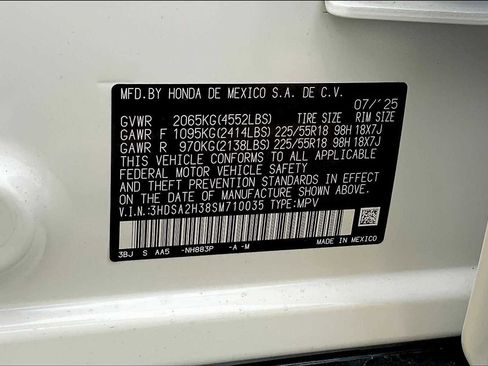 MFD.BY HONDA DE MEXICO S.A. DE C.V.
07/'25
GVWR 2065KG(4552LBS) TIRE SIZE RIM SIZE
GAWR F 1095KG(2414LBS) 225/55R18 98H 18X7J
GAWR R 970KG(2138LBS) 225/55R18 98H 18X7J
THIS VEHICLE CONFORMS TO ALL APPLICABLE
FEDERAL MOTOR VEHICLE SAFETY
AND THEFT PREVENTION STANDARDS IN EFFECT
ON THE DATE OF MANUFACTURE SHOWN ABOVE.
V.I.N.:3HDSA2H38SM710035 TYPE:MPV
3BJ S AA5 -NH883P -A -M
MADE IN MEXICO